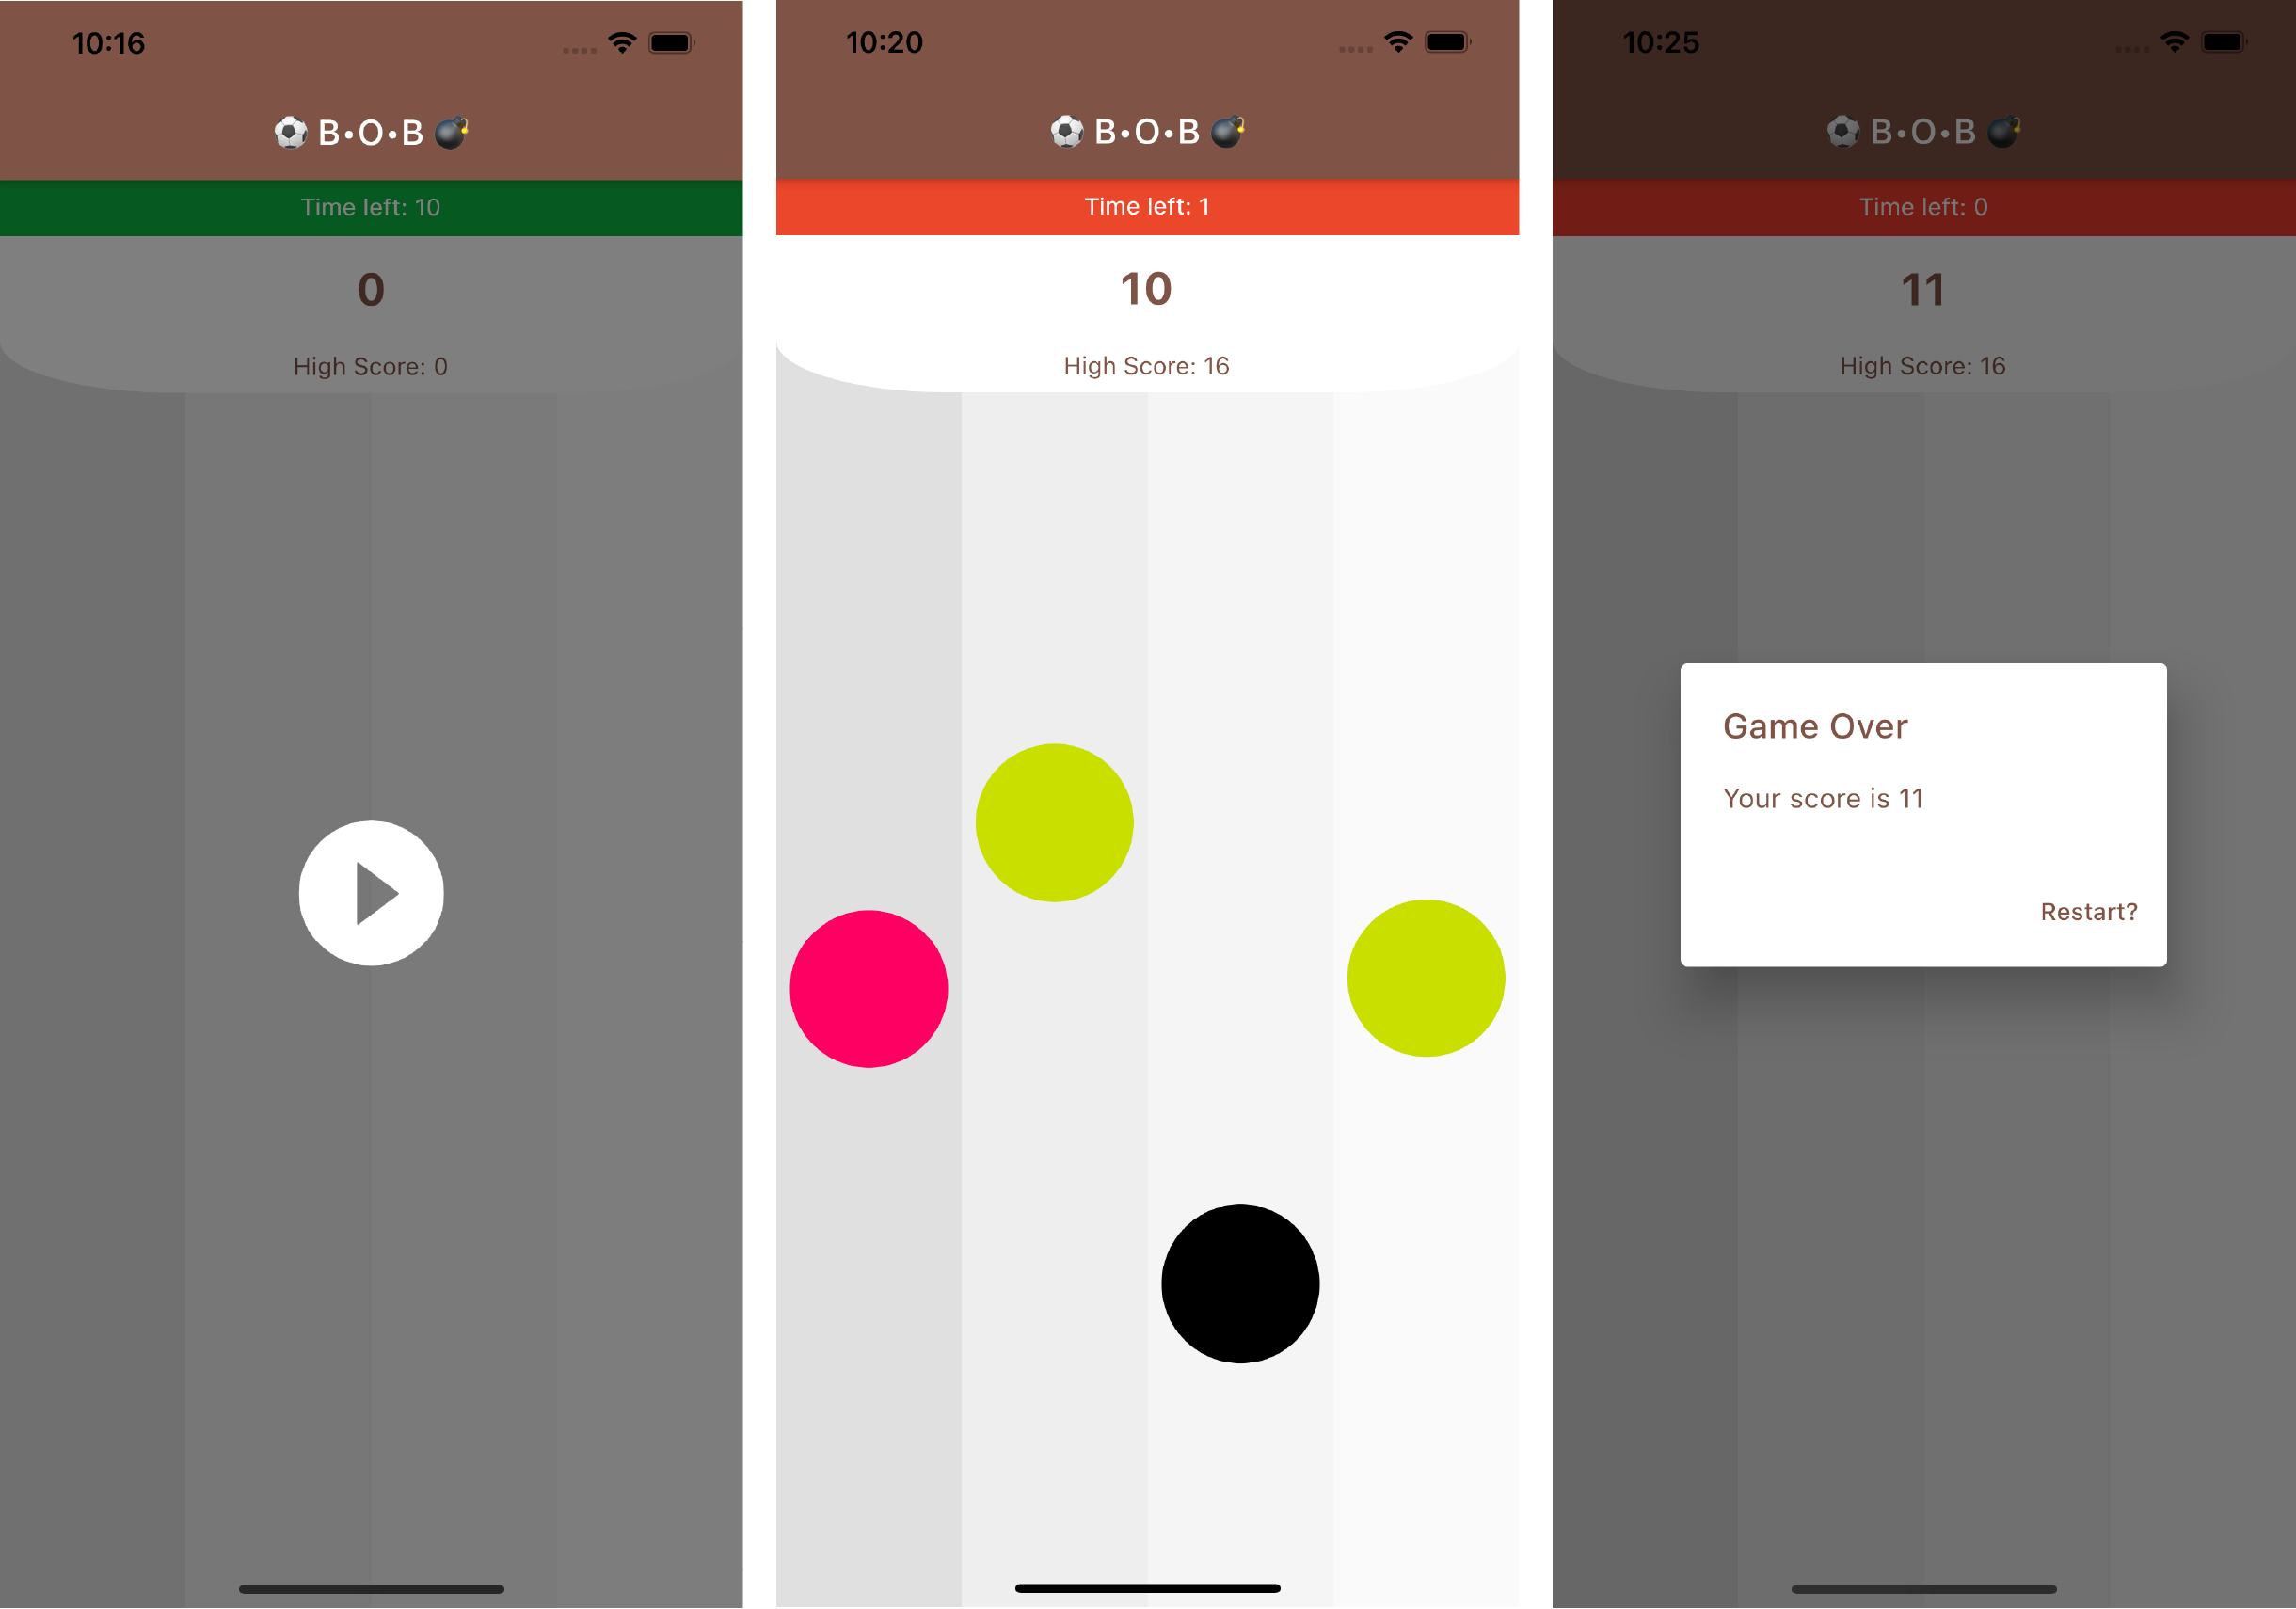 10:16
⚽ B•O•B 💣
Time left: 10
0
High Score: 0
10:20
⚽ B•O•B 💣
Time left: 1
10
High Score: 16
10:25
⚽ B•O•B 💣
Time left: 0
11
High Score: 16
Game Over
Your score is 11
Restart?